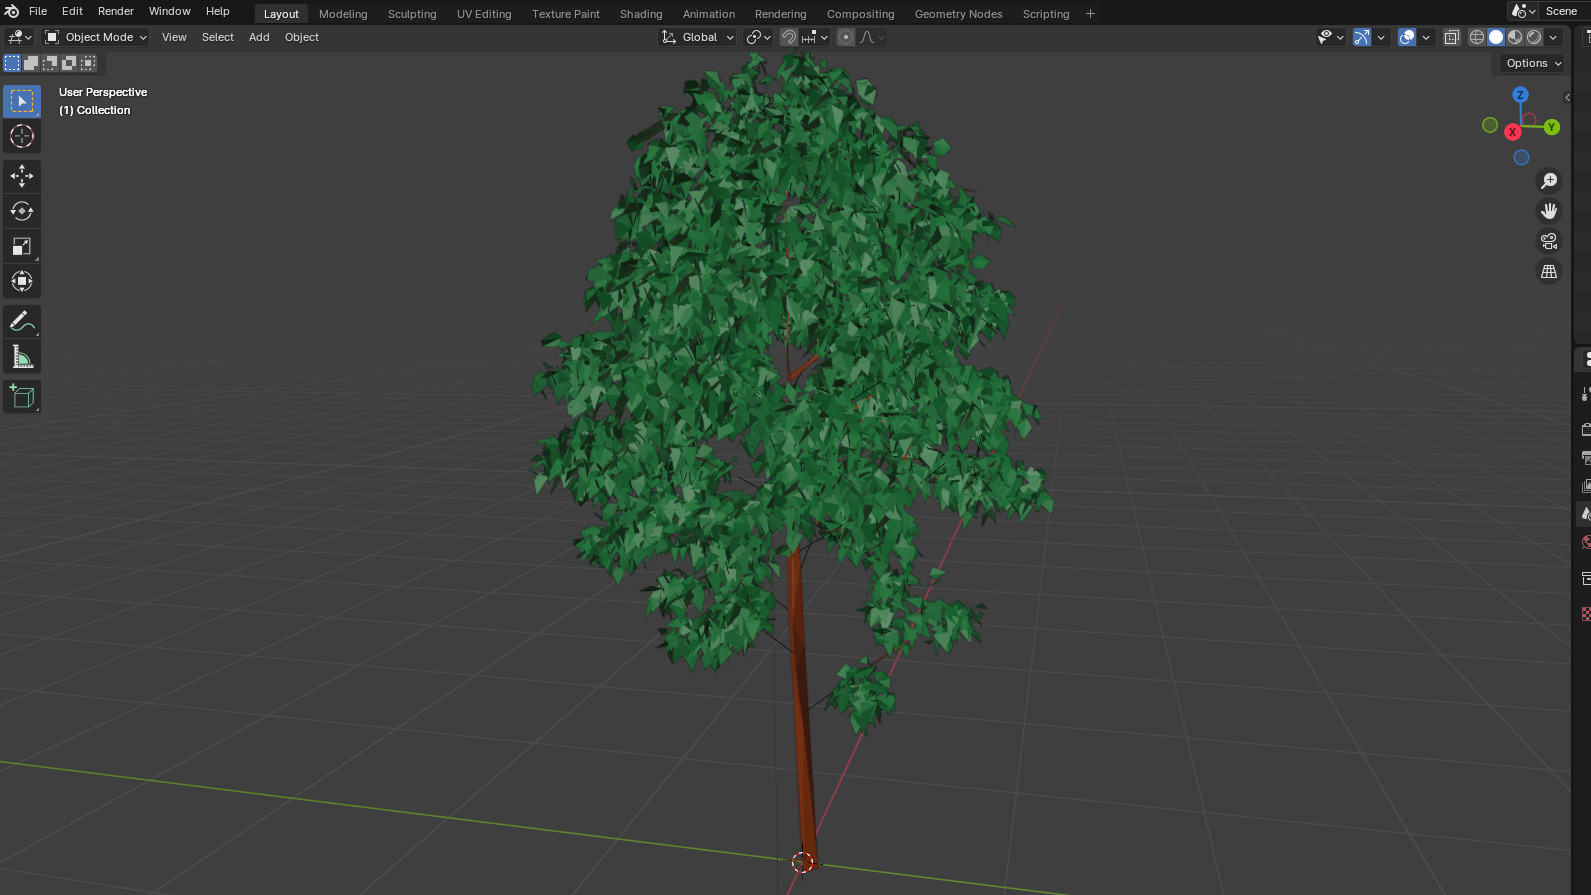 File Edit Render Window Help Layout Modeling Sculpting UV Editing Texture Paint Shading Animation Rendering Compositing Geometry Nodes Scripting + Scene
Object Mode View Select Add Object Global
Options
User Perspective
(1) Collection
Z
X Y